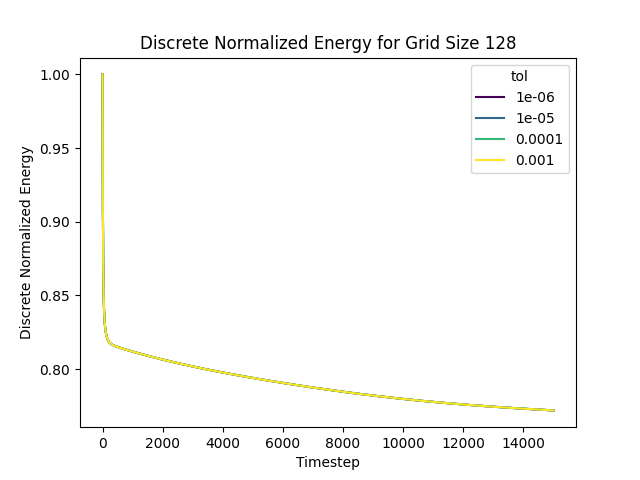 Discrete Normalized Energy for Grid Size 128
Discrete Normalized Energy
1.00
0.95
0.90
0.85
0.80
tol
1e-06
1e-05
0.0001
0.001
0 2000 4000 6000 8000 10000 12000 14000
Timestep